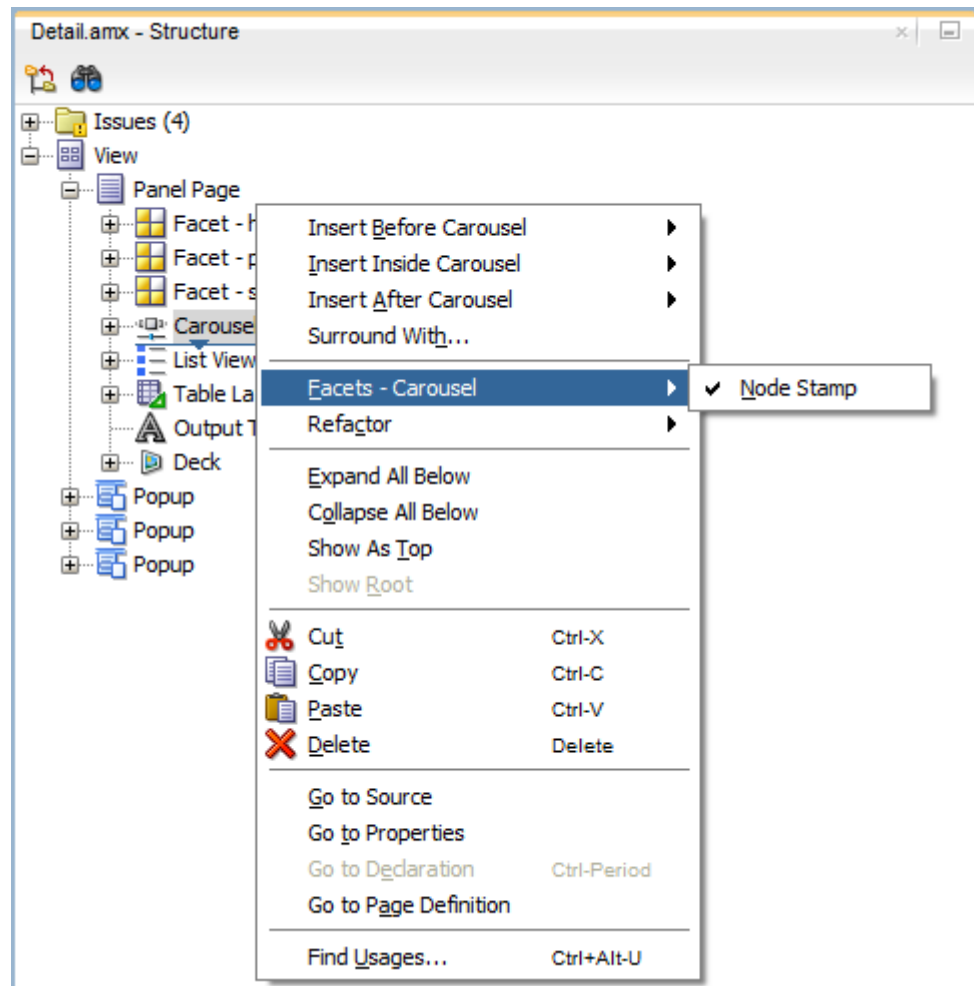 Detail.amx - Structure
Issues (4)
View
Panel Page
Facet - h
Facet - p
Facet - s
Carousel
List View
Table La
Output T
Deck
Popup
Popup
Popup
Insert Before Carousel
Insert Inside Carousel
Insert After Carousel
Surround With...
Facets - Carousel
Node Stamp
Refactor
Expand All Below
Collapse All Below
Show As Top
Show Root
Cut Ctrl-X
Copy Ctrl-C
Paste Ctrl-V
Delete Delete
Go to Source
Go to Properties
Go to Declaration Ctrl-Period
Go to Page Definition
Find Usages... Ctrl+Alt-U